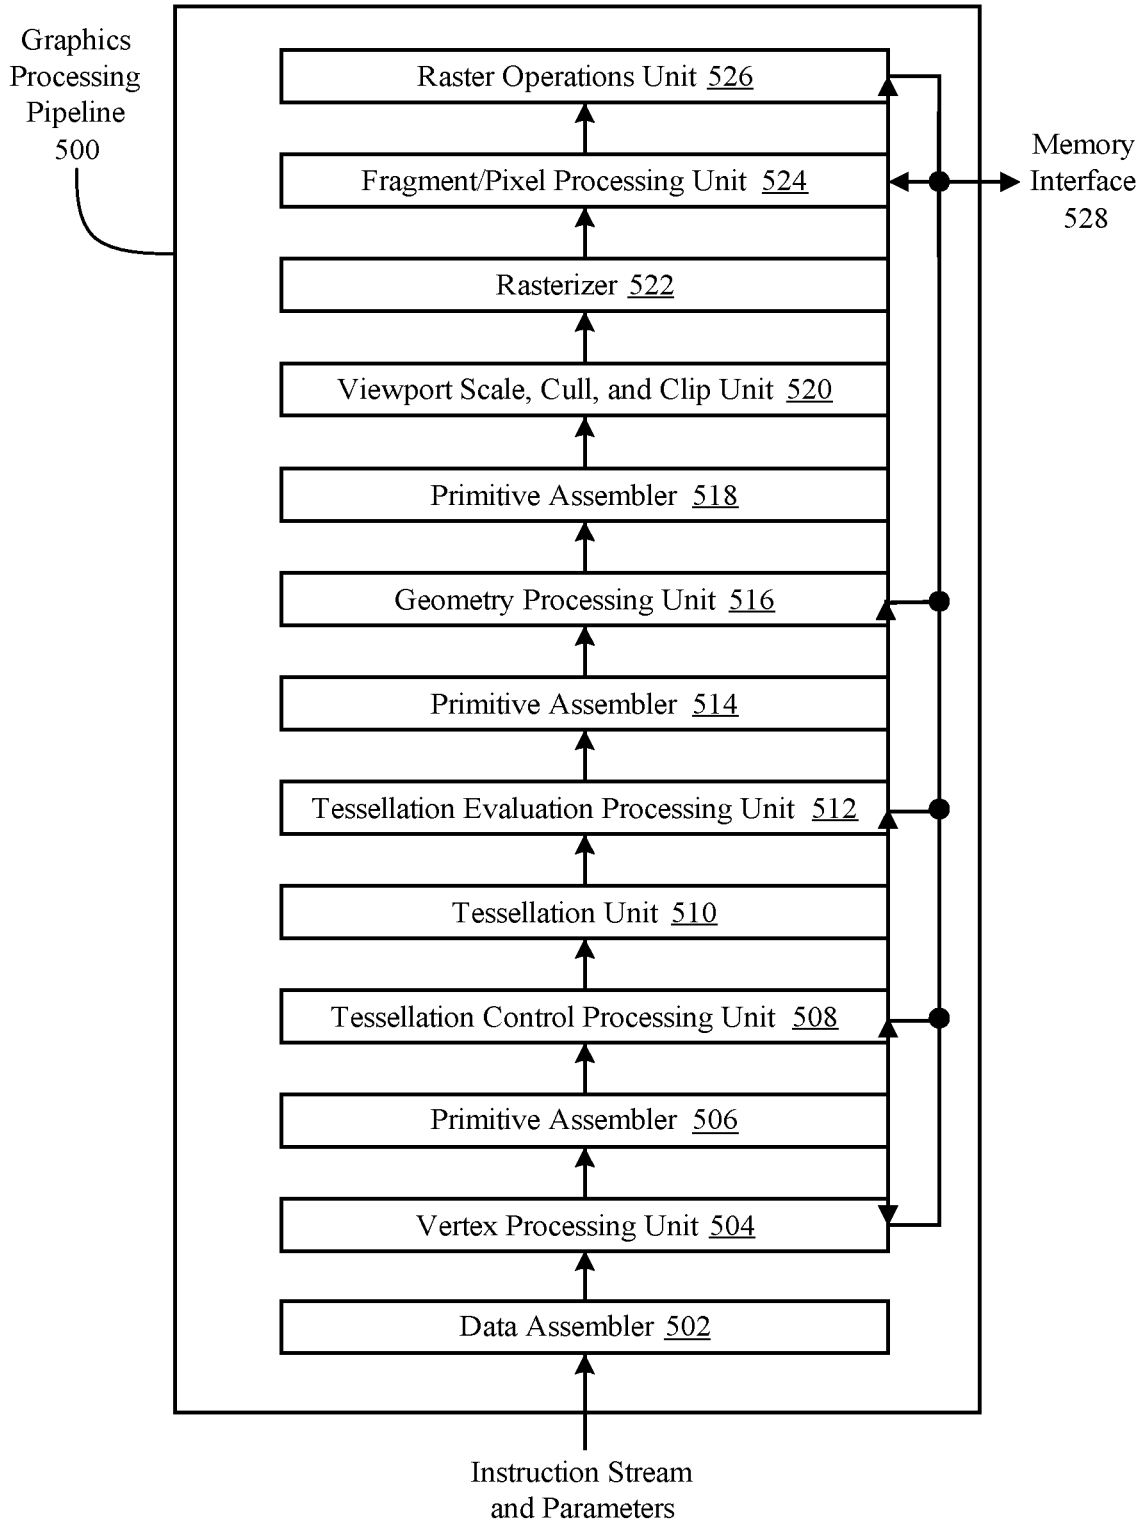 Graphics
Processing
Pipeline
500
Raster Operations Unit 526
Fragment/Pixel Processing Unit 524
Memory
Interface
528
Rasterizer 522
Viewport Scale, Cull, and Clip Unit 520
Primitive Assembler 518
Geometry Processing Unit 516
Primitive Assembler 514
Tessellation Evaluation Processing Unit 512
Tessellation Unit 510
Tessellation Control Processing Unit 508
Primitive Assembler 506
Vertex Processing Unit 504
Data Assembler 502
Instruction Stream
and Parameters